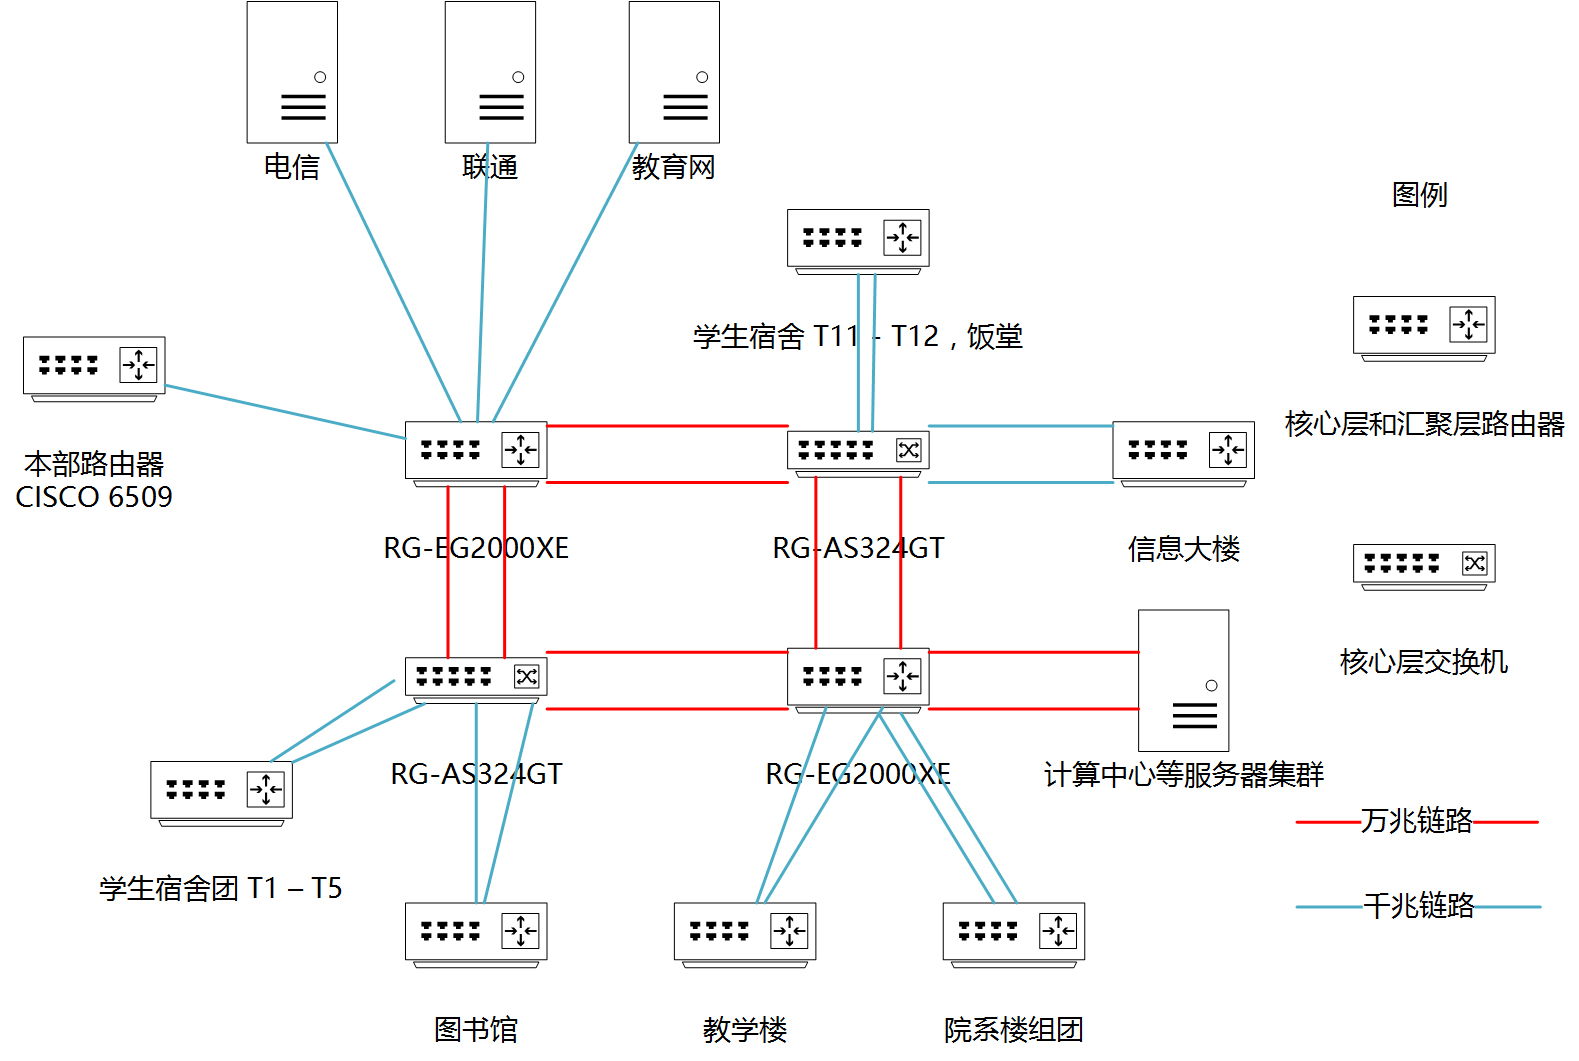 电信
联通
教育网
图例
学生宿舍 T11 - T12，饭堂
核心层和汇聚层路由器
本部路由器
CISCO 6509
RG-EG2000XE
RG-AS324GT
信息大楼
核心层交换机
RG-AS324GT
RG-EG2000XE
计算中心等服务器集群
万兆链路
学生宿舍团 T1 – T5
千兆链路
图书馆
教学楼
院系楼组团